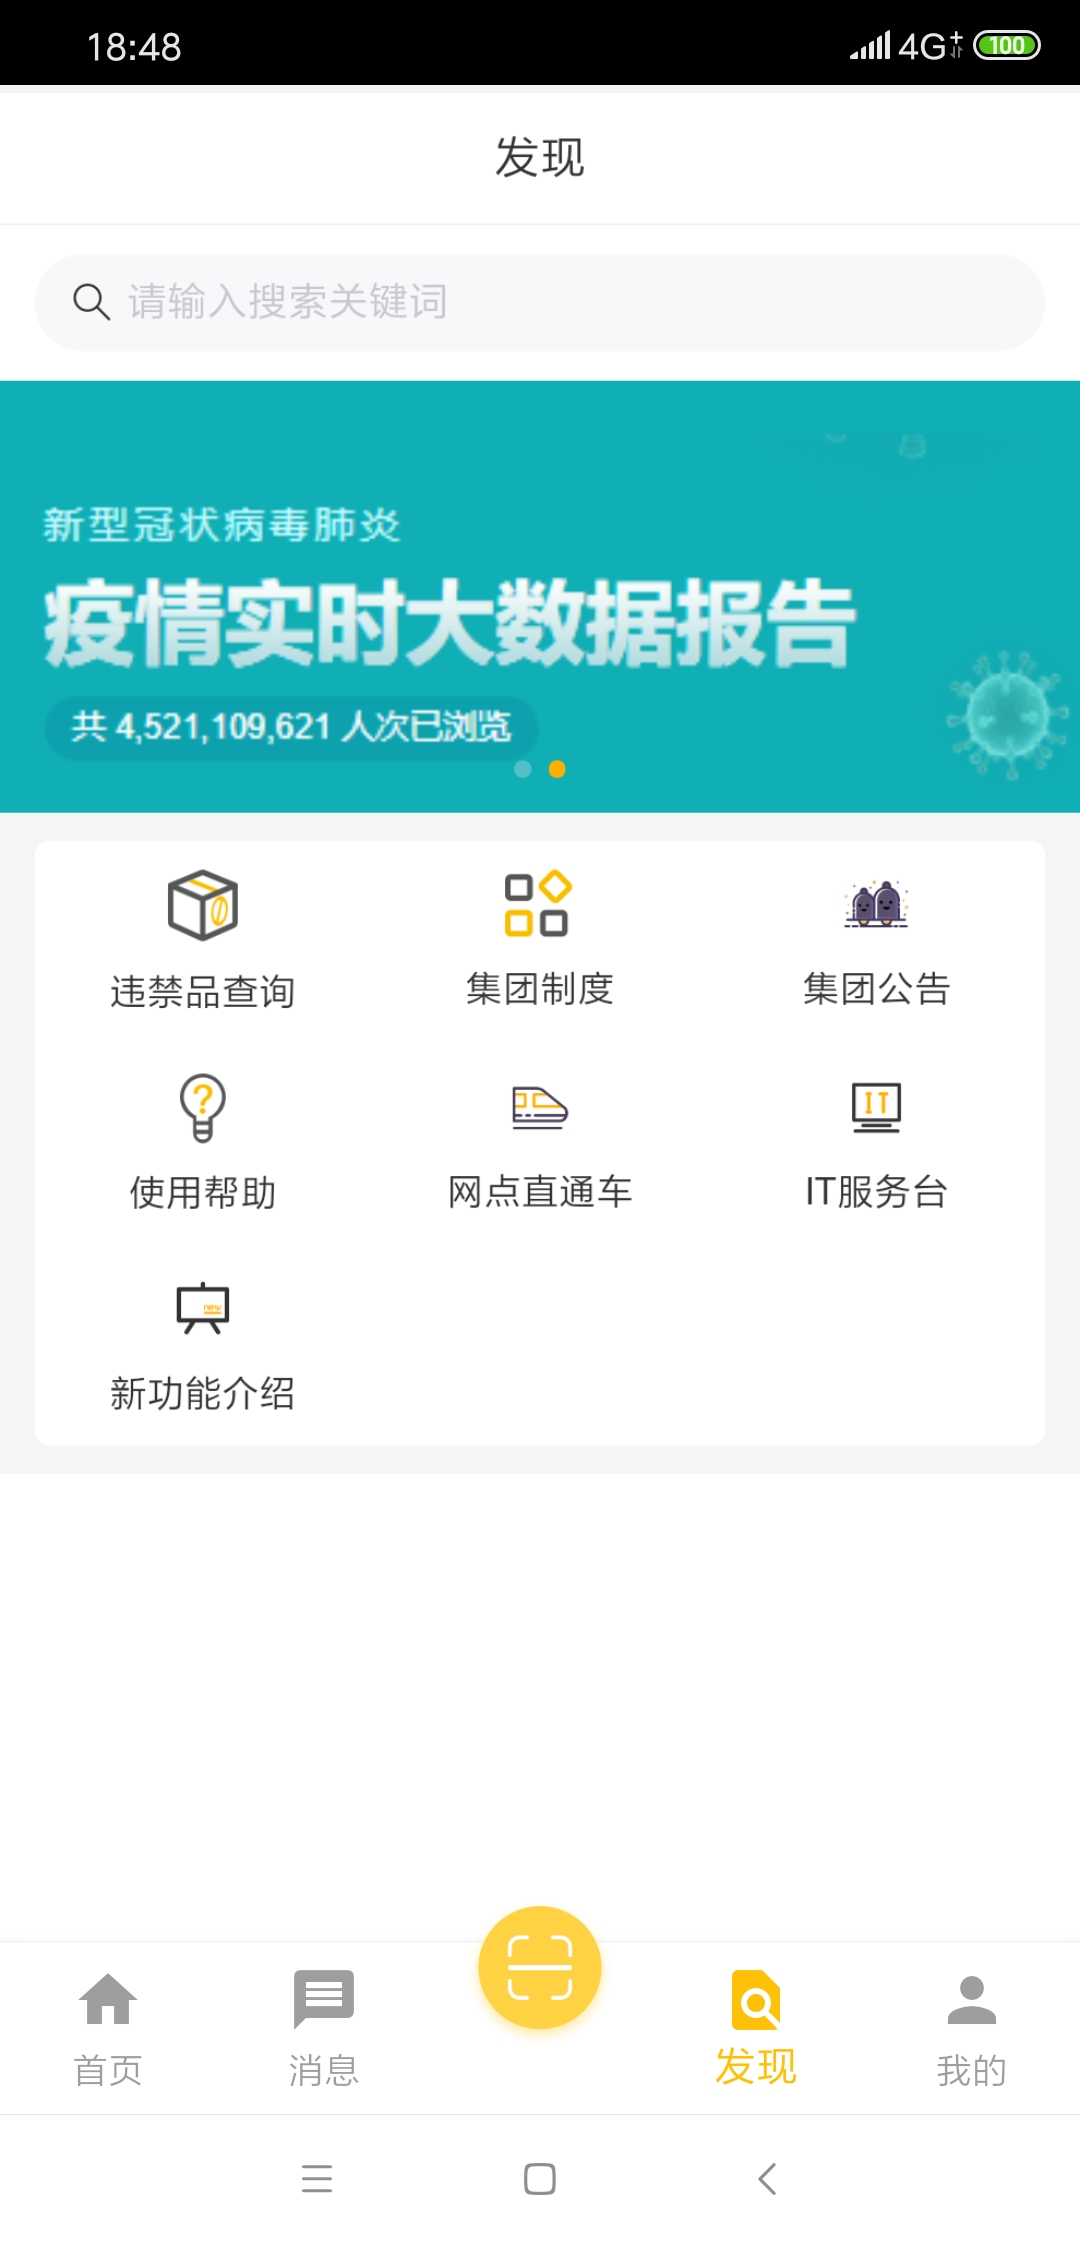 18:48
4G+ 100
发现
请输入搜索关键词
新型冠状病毒肺炎
疫情实时大数据报告
共 4,521,109,621 人次已浏览
违禁品查询
集团制度
集团公告
?
IT
使用帮助
网点直通车
IT服务台
new
新功能介绍
首页
消息
发现
我的